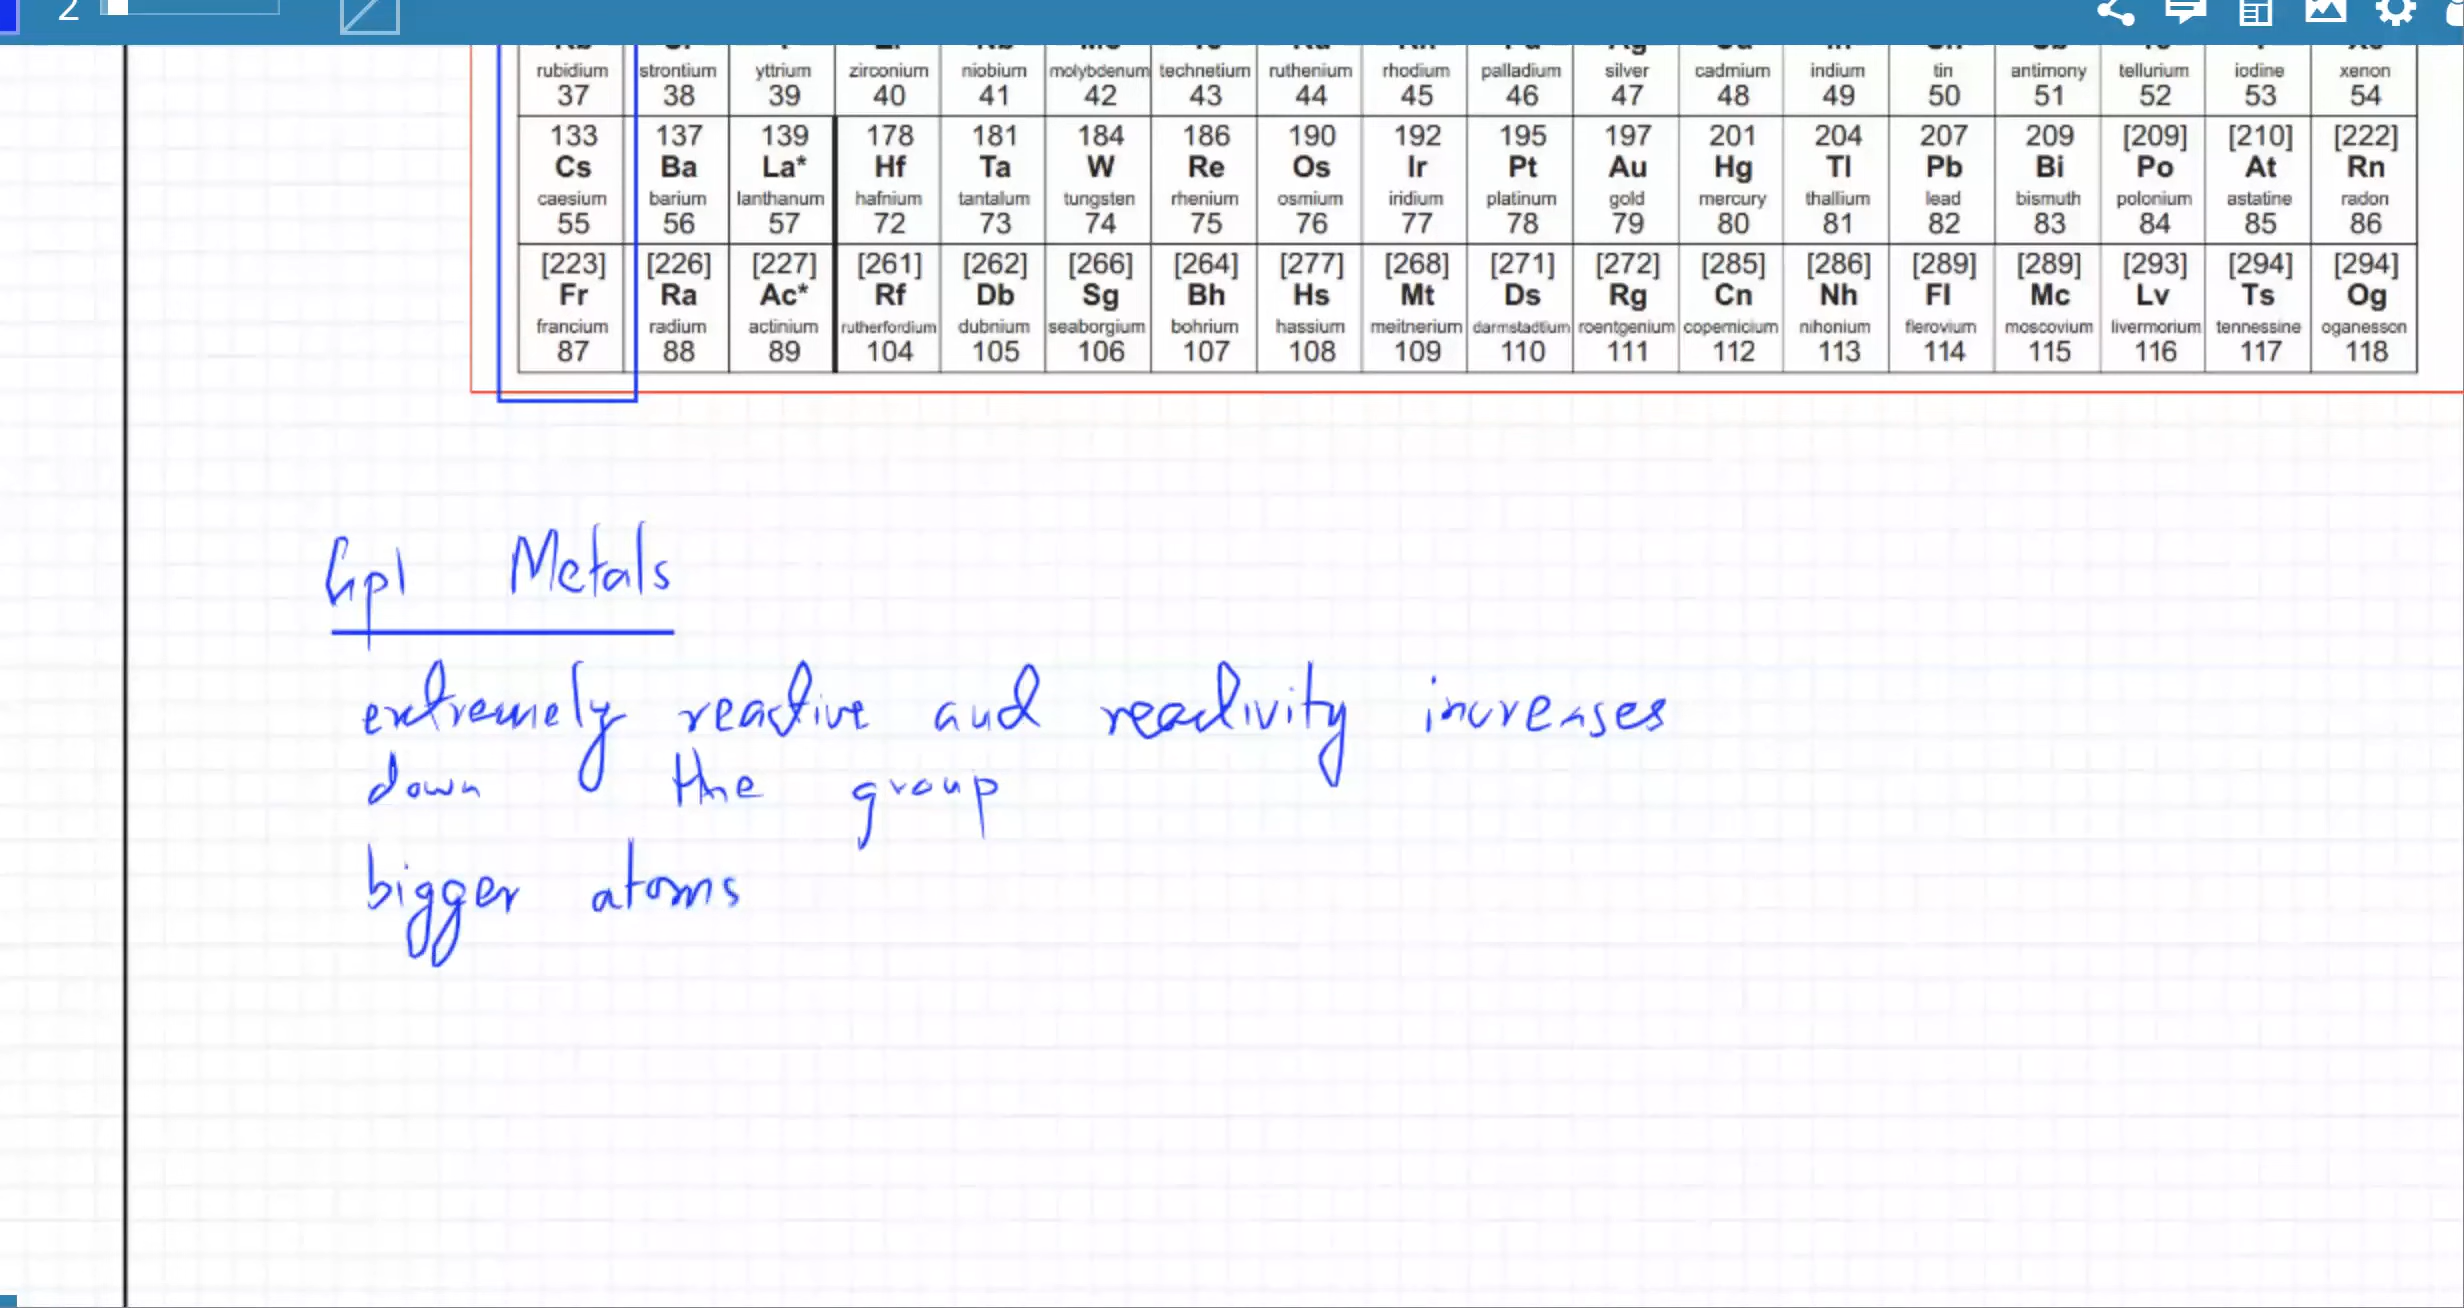 2
rubidium strontium yttrium zirconium niobium molybdenum technetium ruthenium rhodium palladium silver cadmium indium tin antimony tellurium iodine xenon
37 38 39 40 41 42 43 44 45 46 47 48 49 50 51 52 53 54
133 137 139 178 181 184 186 190 192 195 197 201 204 207 209 [209] [210] [222]
Cs Ba La* Hf Ta W Re Os Ir Pt Au Hg Tl Pb Bi Po At Rn
caesium barium lanthanum hafnium tantalum tungsten rhenium osmium iridium platinum gold mercury thallium lead bismuth polonium astatine radon
55 56 57 72 73 74 75 76 77 78 79 80 81 82 83 84 85 86
[223] [226] [227] [261] [262] [266] [264] [277] [268] [271] [272] [285] [286] [289] [289] [293] [294] [294]
Fr Ra Ac* Rf Db Sg Bh Hs Mt Ds Rg Cn Nh Fl Mc Lv Ts Og
francium radium actinium rutherfordium dubnium seaborgium bohrium hassium meitnerium darmstadtium roentgenium copernicium nihonium flerovium moscovium livermorium tennessine oganesson
87 88 89 104 105 106 107 108 109 110 111 112 113 114 115 116 117 118
Gp1 Metals
extremely reactive and reactivity increases
down the group
bigger atoms